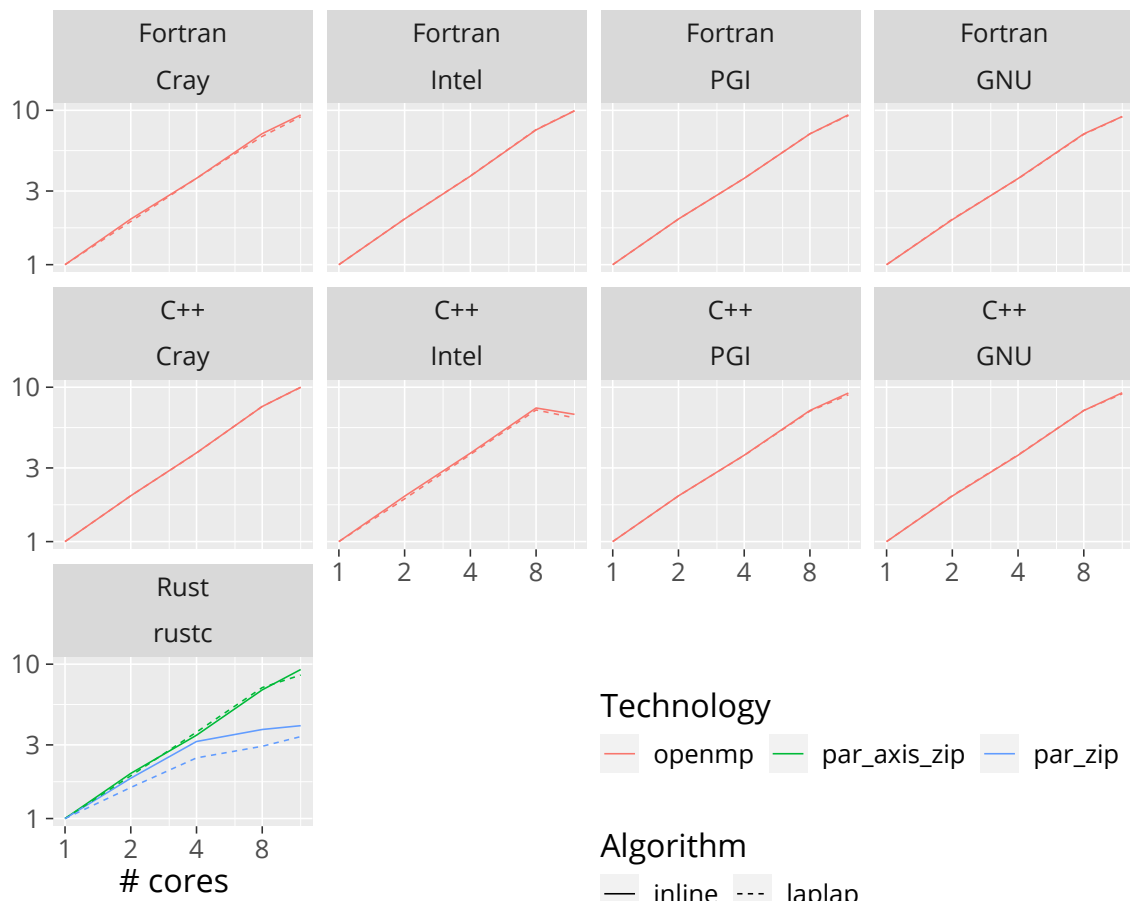 Fortran Fortran Fortran Fortran
Cray Intel PGI GNU
10
3
1
C++ C++ C++ C++
Cray Intel PGI GNU
10
3
1
1 2 4 8 1 2 4 8 1 2 4 8
Rust
rustc
10
3
1
1 2 4 8
# cores
Technology
openmp par_axis_zip par_zip
Algorithm
inline laplap